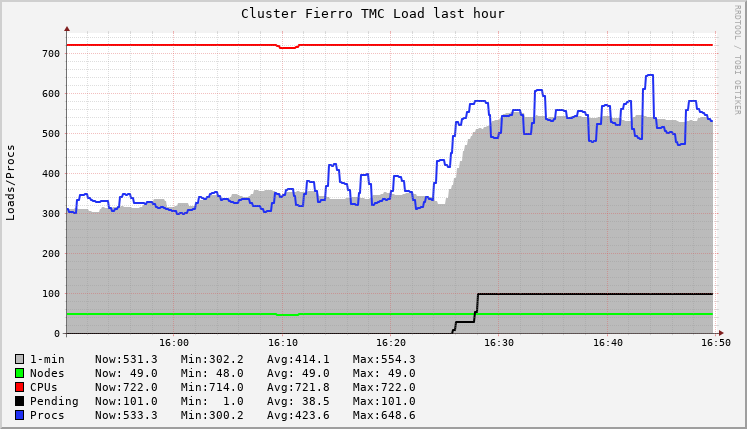 Cluster Fierro TMC Load last hour
RRDTOOL / TOBI OETIKER
Loads/Procs
700
600
500
400
300
200
100
0
16:00 16:10 16:20 16:30 16:40 16:50
1-min Now:531.3 Min:302.2 Avg:414.1 Max:554.3
Nodes Now: 49.0 Min: 48.0 Avg: 49.0 Max: 49.0
CPUs Now:722.0 Min:714.0 Avg:721.8 Max:722.0
Pending Now:101.0 Min: 1.0 Avg: 38.5 Max:101.0
Procs Now:533.3 Min:300.2 Avg:423.6 Max:648.6